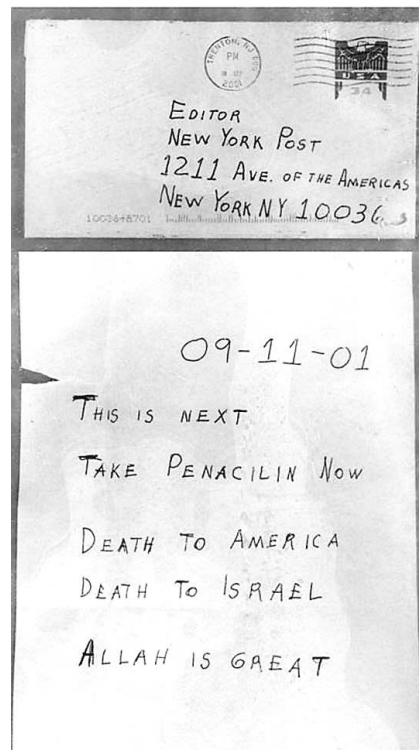 TRENTON, NJ
PM
2001
USA
34
EDITOR
NEW YORK POST
1211 AVE. OF THE AMERICAS
NEW YORK NY 10036
10036+8701
09-11-01
THIS IS NEXT
TAKE PENACILIN NOW
DEATH TO AMERICA
DEATH TO ISRAEL
ALLAH IS GREAT